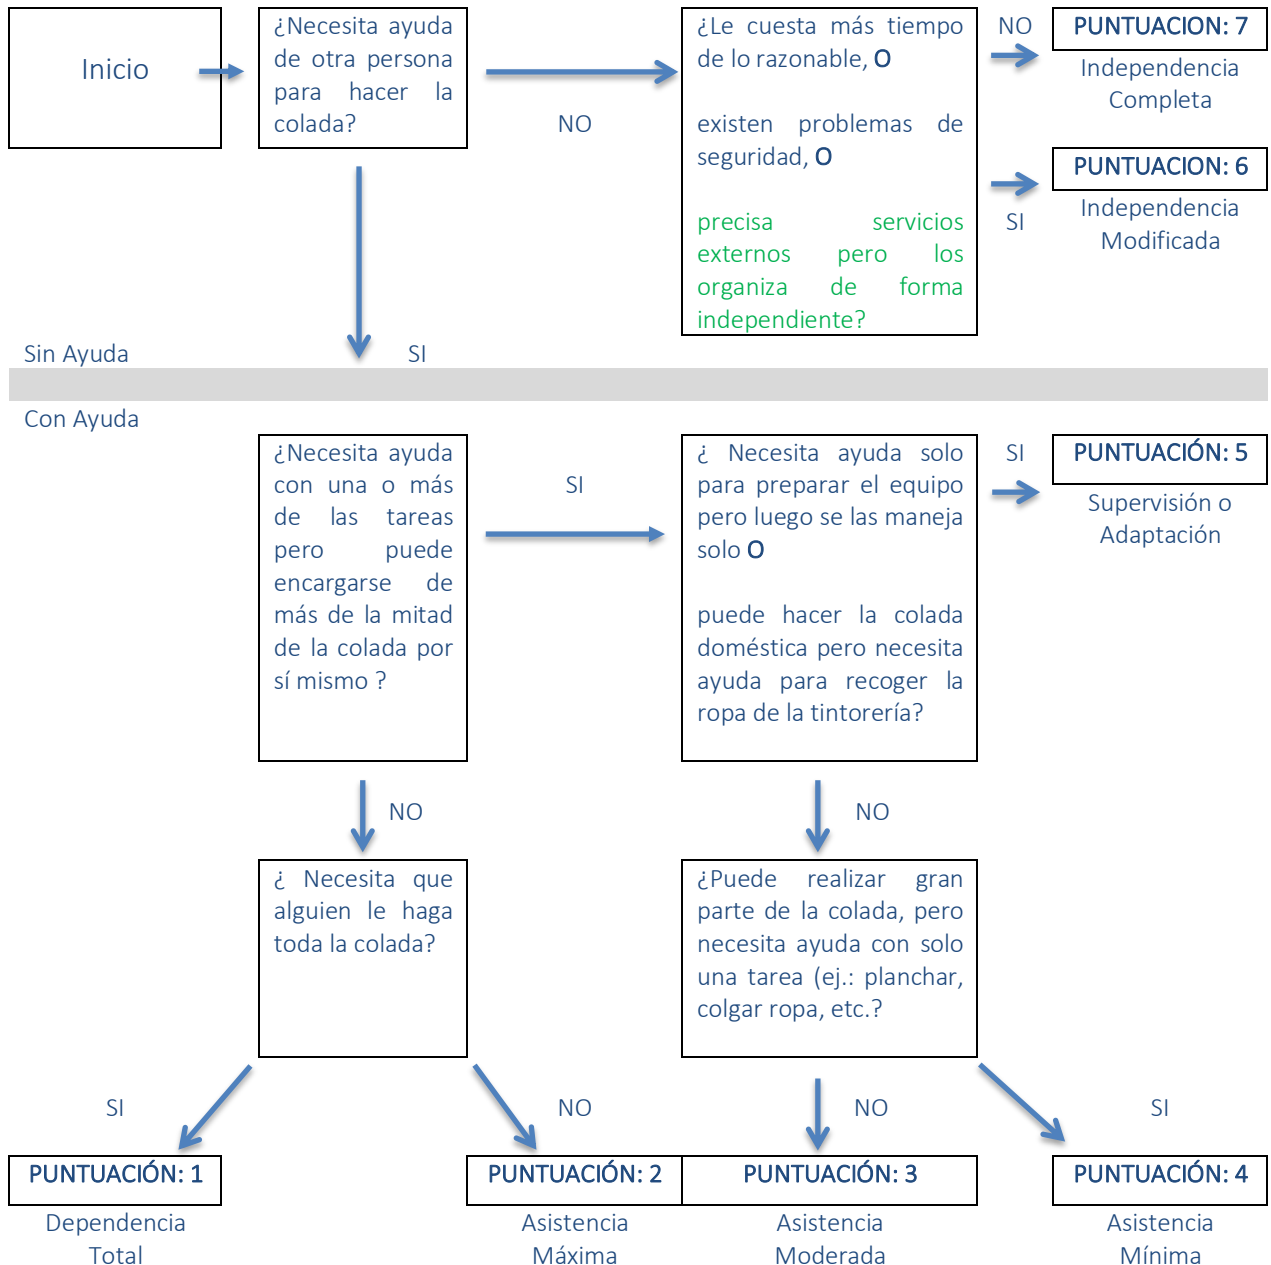 Inicio
¿Necesita ayuda
de otra persona
para hacer la
colada?
NO
¿Le cuesta más tiempo
de lo razonable, O
existen problemas de
seguridad, O
precisa servicios
externos pero los
organiza de forma
independiente?
NO
PUNTUACION: 7
Independencia
Completa
SI
PUNTUACION: 6
Independencia
Modificada
Sin Ayuda
SI
Con Ayuda
¿Necesita ayuda
con una o más
de las tareas
pero puede
encargarse de
más de la mitad
de la colada por
sí mismo ?
SI
¿ Necesita ayuda solo
para preparar el equipo
pero luego se las maneja
solo O
puede hacer la colada
doméstica pero necesita
ayuda para recoger la
ropa de la tintorería?
SI
PUNTUACIÓN: 5
Supervisión o
Adaptación
NO
NO
¿ Necesita que
alguien le haga
toda la colada?
¿Puede realizar gran
parte de la colada, pero
necesita ayuda con solo
una tarea (ej.: planchar,
colgar ropa, etc.?
SI
NO
NO
SI
PUNTUACIÓN: 1
Dependencia
Total
PUNTUACIÓN: 2
Asistencia
Máxima
PUNTUACIÓN: 3
Asistencia
Moderada
PUNTUACIÓN: 4
Asistencia
Mínima